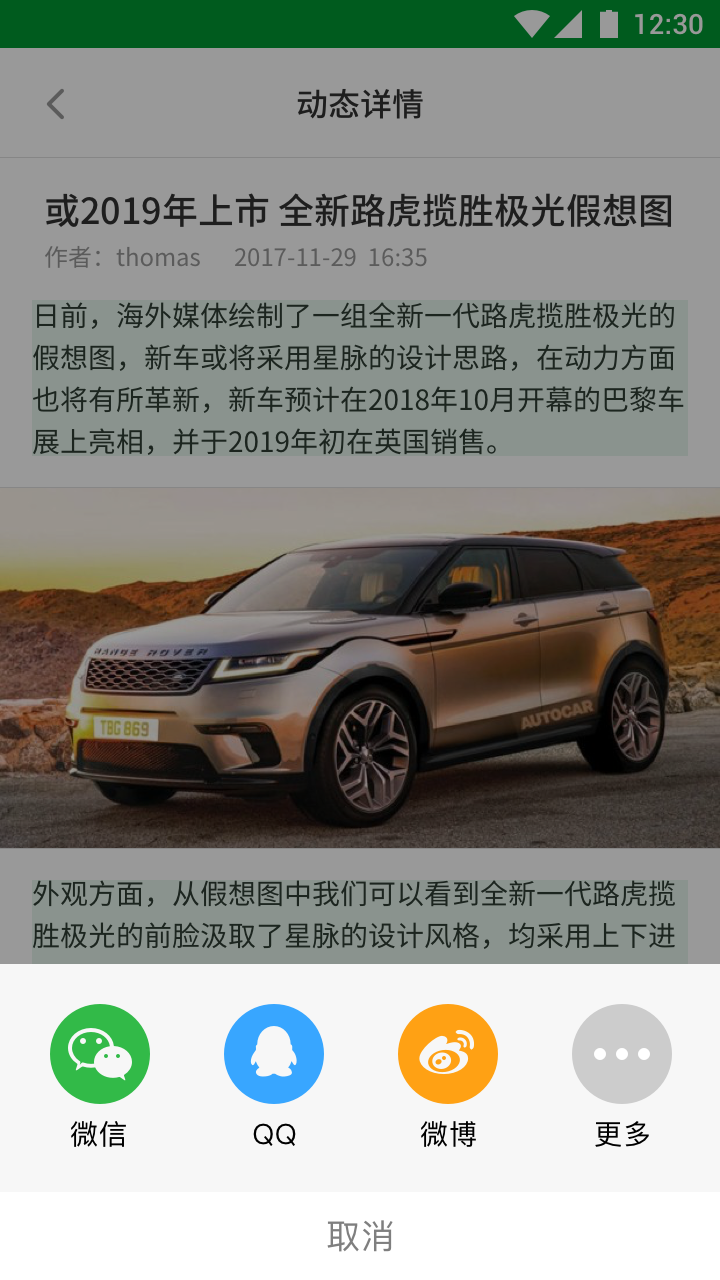 12:30
动态详情
或2019年上市 全新路虎揽胜极光假想图
作者：thomas 2017-11-29 16:35
日前，海外媒体绘制了一组全新一代路虎揽胜极光的
假想图，新车或将采用星脉的设计思路，在动力方面
也将有所革新，新车预计在2018年10月开幕的巴黎车
展上亮相，并于2019年初在英国销售。
RANGE ROVER
TBG 869
AUTOCAR
外观方面，从假想图中我们可以看到全新一代路虎揽
胜极光的前脸汲取了星脉的设计风格，均采用上下进
微信 QQ 微博 更多
取消